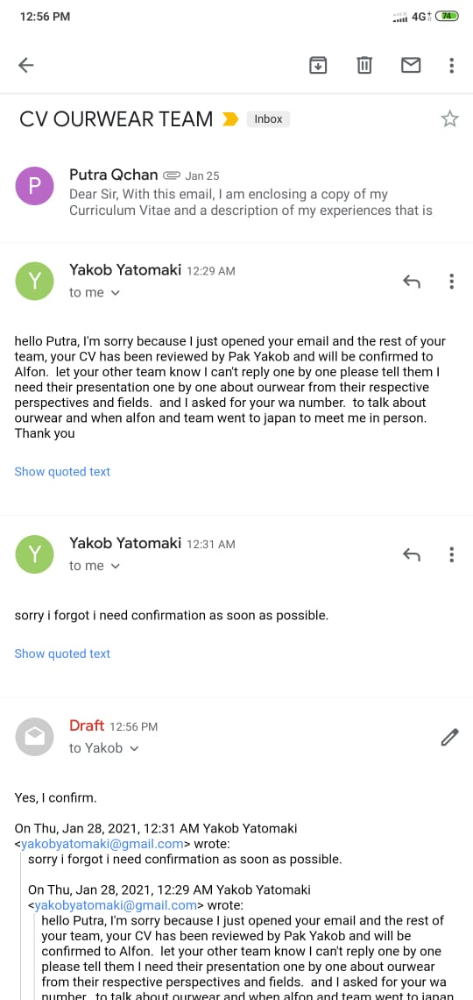 12:56 PM
4G
74
CV OURWEAR TEAM
Inbox
P
Putra Qchan
Jan 25
Dear Sir, With this email, I am enclosing a copy of my
Curriculum Vitae and a description of my experiences that is
Y
Yakob Yatomaki 12:29 AM
to me
hello Putra, I'm sorry because I just opened your email and the rest of your
team, your CV has been reviewed by Pak Yakob and will be confirmed to
Alfon.  let your other team know I can't reply one by one please tell them I
need their presentation one by one about ourwear from their respective
perspectives and fields.  and I asked for your wa number.  to talk about
ourwear and when alfon and team went to japan to meet me in person.
Thank you
Show quoted text
Y
Yakob Yatomaki 12:31 AM
to me
sorry i forgot i need confirmation as soon as possible.
Show quoted text
Draft 12:56 PM
to Yakob
Yes, I confirm.
On Thu, Jan 28, 2021, 12:31 AM Yakob Yatomaki
<yakobyatomaki@gmail.com> wrote:
sorry i forgot i need confirmation as soon as possible.
On Thu, Jan 28, 2021, 12:29 AM Yakob Yatomaki
<yakobyatomaki@gmail.com> wrote:
hello Putra, I'm sorry because I just opened your email and the rest of
your team, your CV has been reviewed by Pak Yakob and will be
confirmed to Alfon.  let your other team know I can't reply one by one
please tell them I need their presentation one by one about ourwear
from their respective perspectives and fields.  and I asked for your wa
number.  to talk about ourwear and when alfon and team went to japan